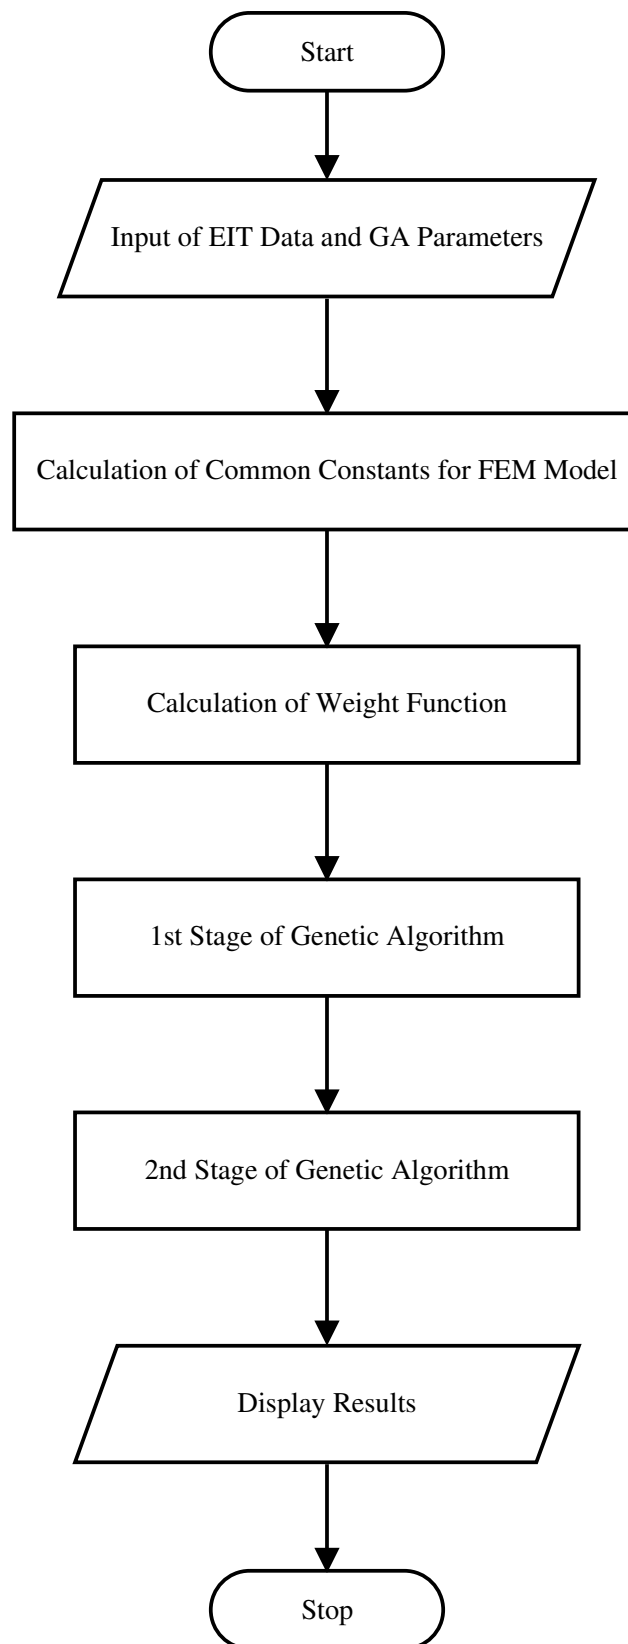 Start
Input of EIT Data and GA Parameters
Calculation of Common Constants for FEM Model
Calculation of Weight Function
1st Stage of Genetic Algorithm
2nd Stage of Genetic Algorithm
Display Results
Stop